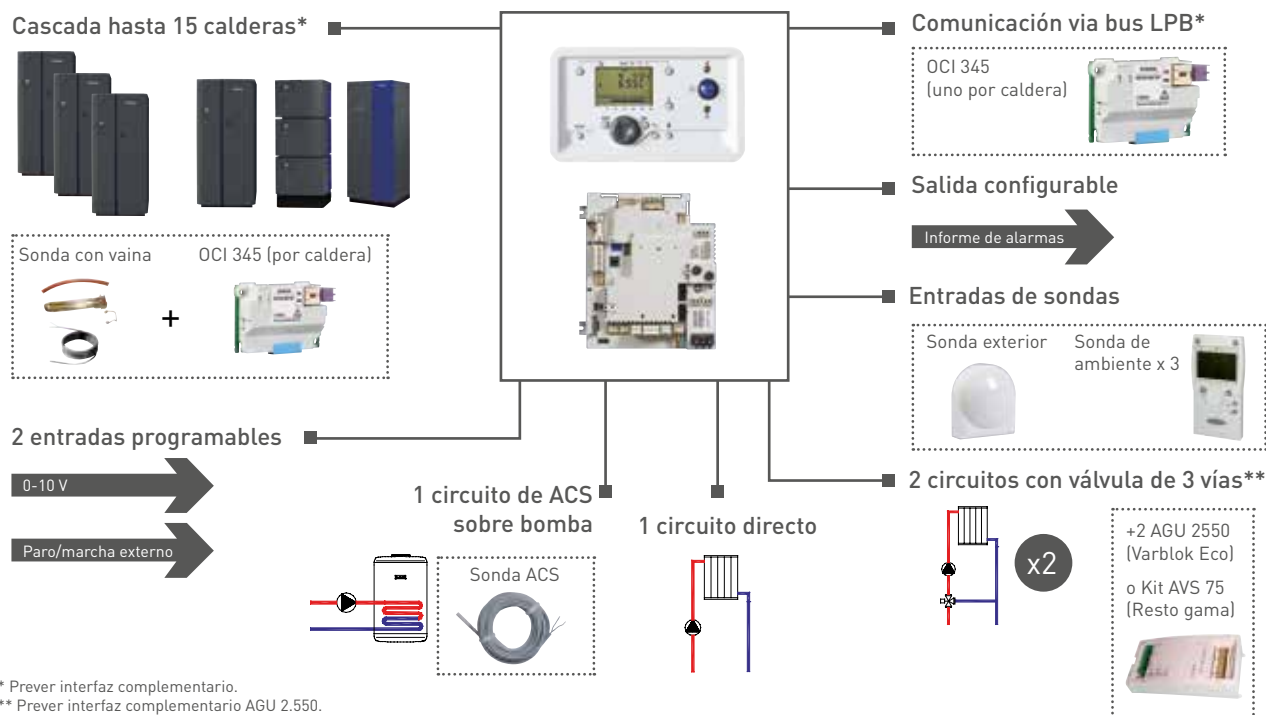 Cascada hasta 15 calderas*
Sonda con vaina
OCI 345 (por caldera)
+
2 entradas programables
0-10 V
Paro/marcha externo
1 circuito de ACS
sobre bomba
Sonda ACS
1 circuito directo
Comunicación via bus LPB*
OCI 345
(uno por caldera)
Salida configurable
Informe de alarmas
Entradas de sondas
Sonda exterior
Sonda de
ambiente x 3
2 circuitos con válvula de 3 vías**
x2
+2 AGU 2550
(Varblok Eco)
o Kit AVS 75
(Resto gama)
* Prever interfaz complementario.
** Prever interfaz complementario AGU 2.550.